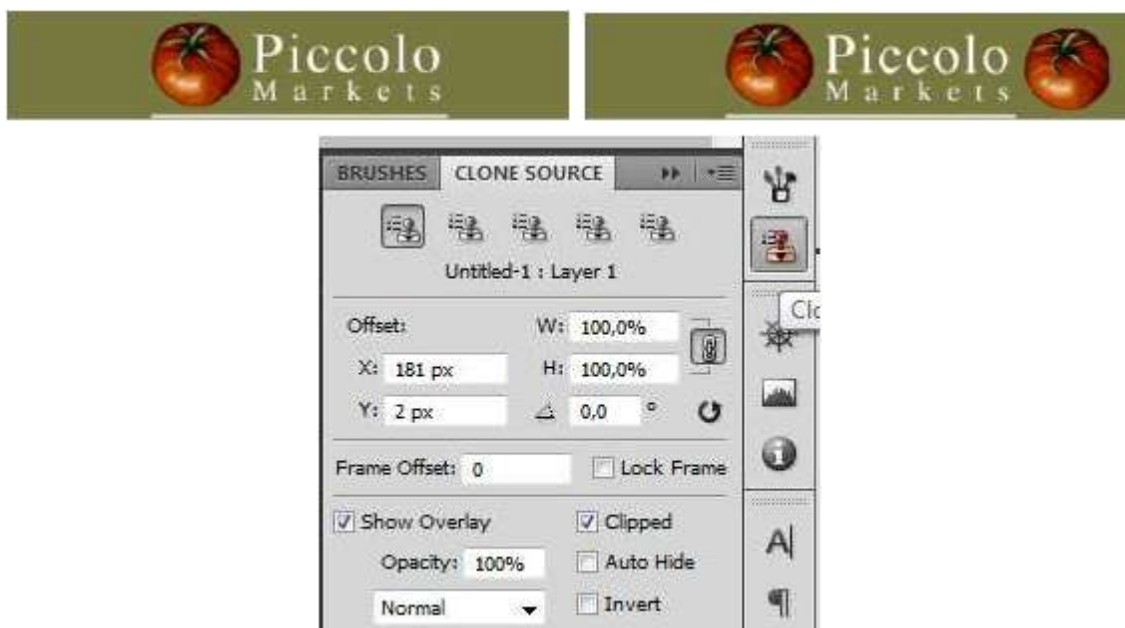 Piccolo
Markets
Piccolo
Markets
BRUSHES CLONE SOURCE
Untitled-1 : Layer 1
Offset: W: 100,0%
X: 181 px H: 100,0%
Y: 2 px 0,0 °
Frame Offset: 0 Lock Frame
Show Overlay Clipped
Opacity: 100% Auto Hide
Normal Invert
Clo
A